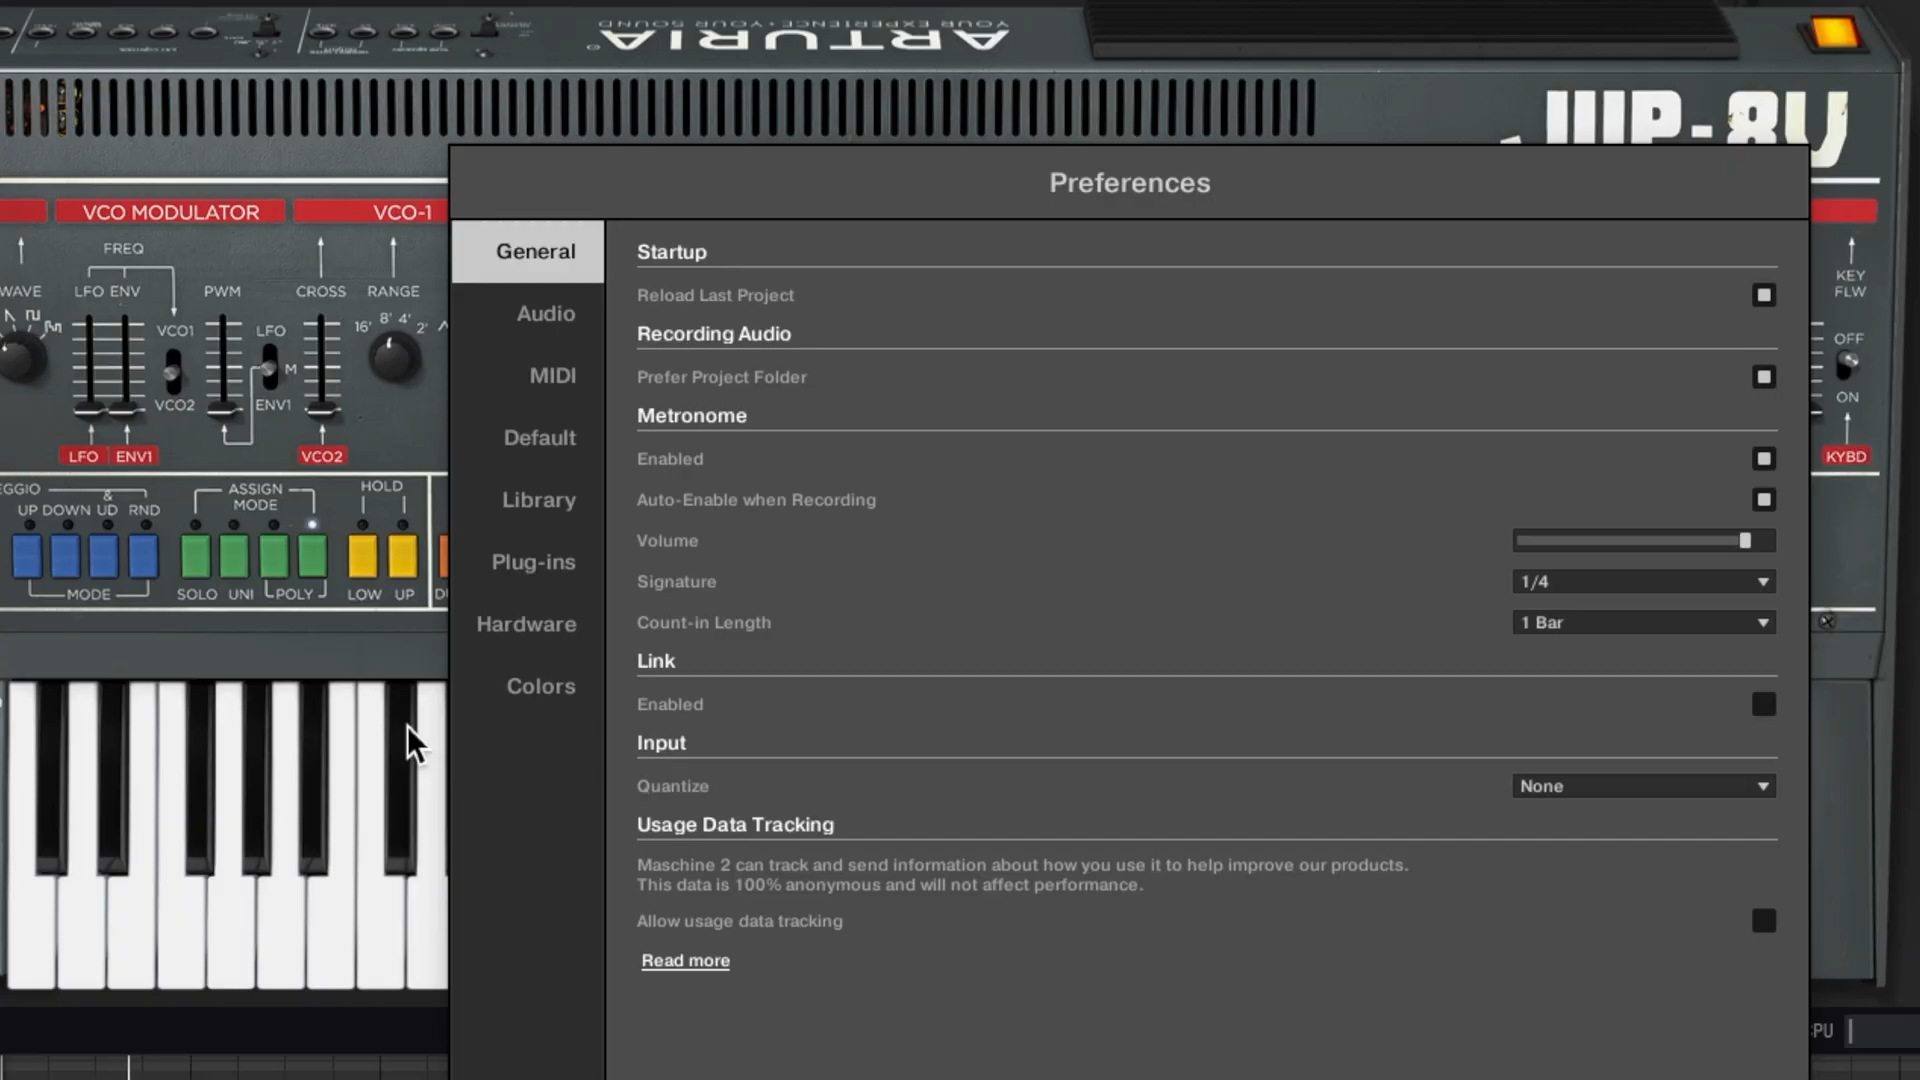 YOUR EXPERIENCE • YOUR SOUND
ARTURIA
JUP-8V
VCO MODULATOR
VCO-1
FREQ
WAVE
LFO ENV
PWM
CROSS
RANGE
16' 8' 4' 2'
VCO1
LFO
M
VCO2
ENV1
LFO
ENV1
VCO2
KEY
FLW
OFF
ON
KYBD
ASSIGN
MODE
HOLD
&
UP DOWN UD RND
MODE
SOLO UNI POLY
LOW UP
Preferences
General
Audio
MIDI
Default
Library
Plug-ins
Hardware
Colors
Startup
Reload Last Project
Recording Audio
Prefer Project Folder
Metronome
Enabled
Auto-Enable when Recording
Volume
Signature 1/4
Count-in Length 1 Bar
Link
Enabled
Input
Quantize None
Usage Data Tracking
Maschine 2 can track and send information about how you use it to help improve our products.
This data is 100% anonymous and will not affect performance.
Allow usage data tracking
Read more